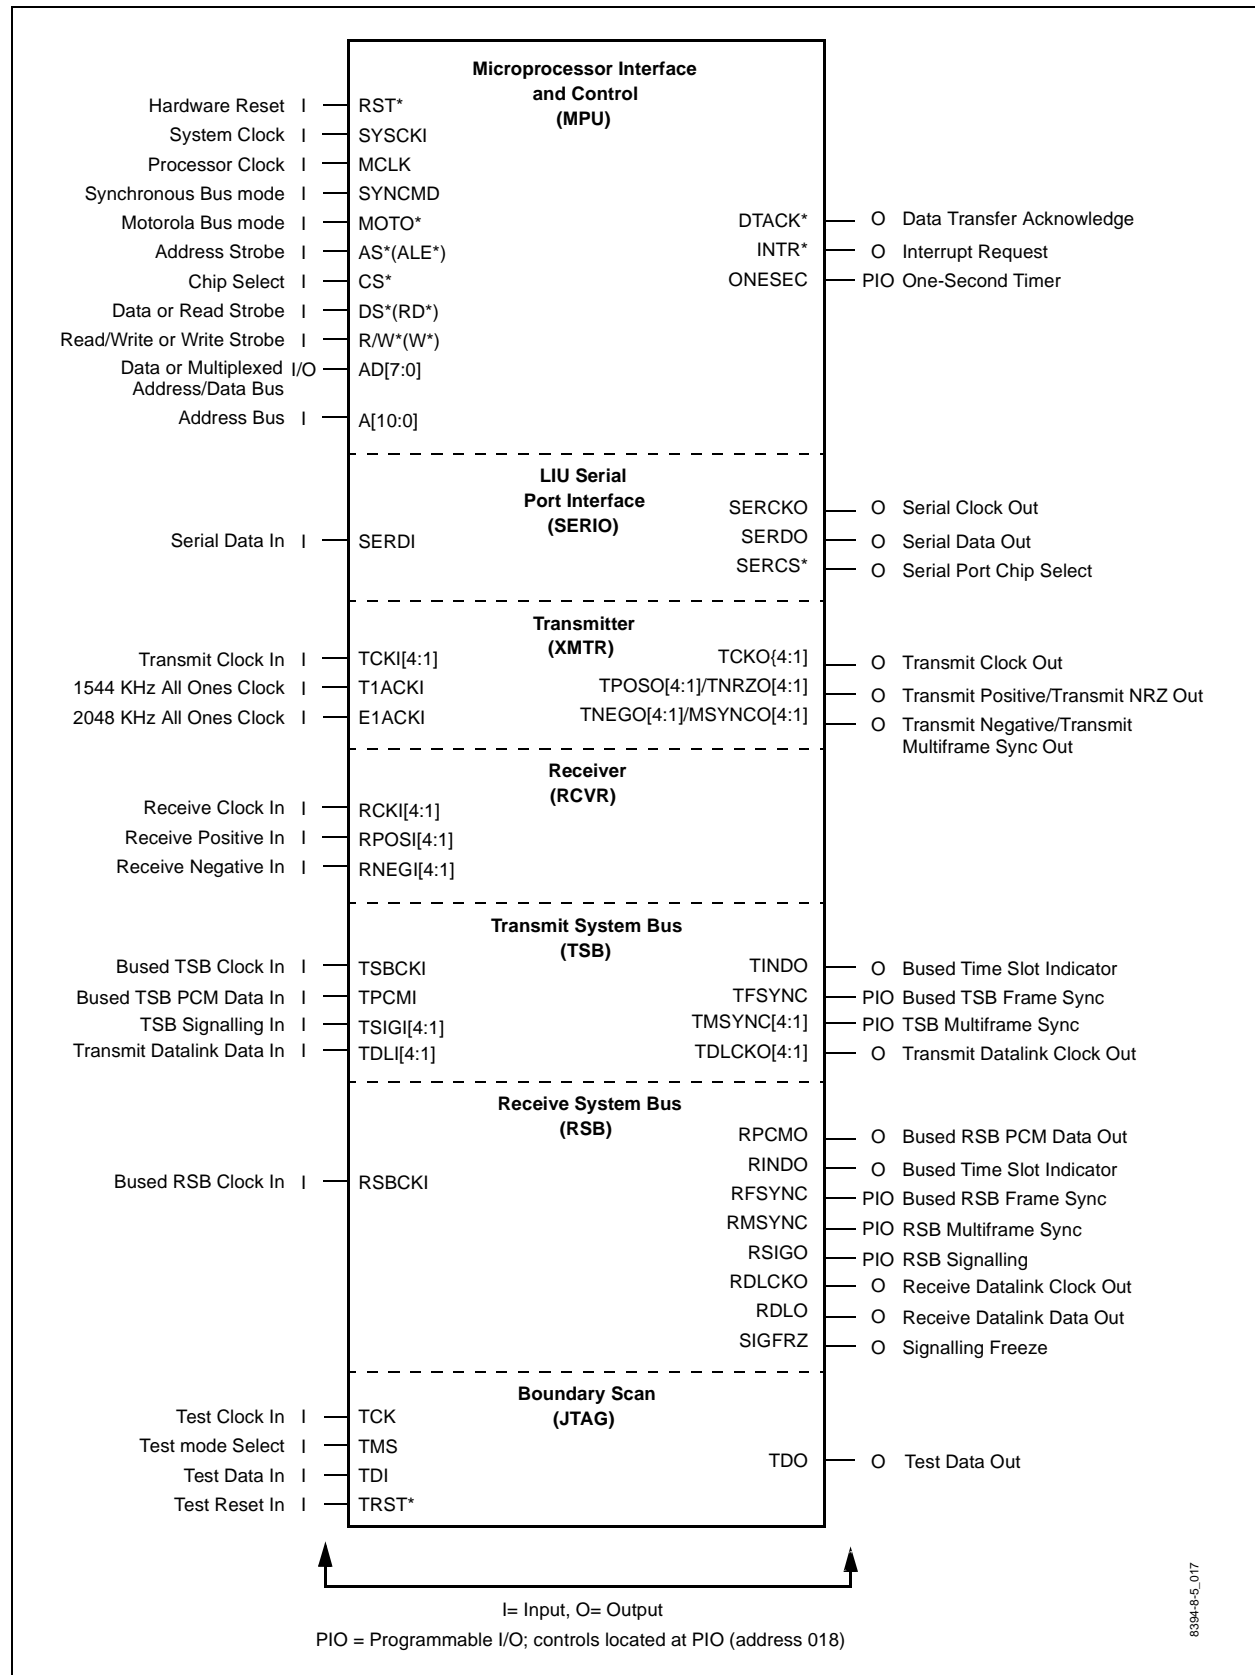 Microprocessor Interface
and Control
(MPU)
Hardware Reset I RST*
System Clock I SYSCKI
Processor Clock I MCLK
Synchronous Bus mode I SYNCMD
Motorola Bus mode I MOTO*
DTACK* O Data Transfer Acknowledge
Address Strobe I AS*(ALE*)
INTR* O Interrupt Request
Chip Select I CS*
ONESEC PIO One-Second Timer
Data or Read Strobe I DS*(RD*)
Read/Write or Write Strobe I R/W*(W*)
Data or Multiplexed I/O AD[7:0]
Address/Data Bus
Address Bus I A[10:0]
LIU Serial
Port Interface
(SERIO)
SERCKO O Serial Clock Out
Serial Data In I SERDI
SERDO O Serial Data Out
SERCS* O Serial Port Chip Select
Transmitter
(XMTR)
Transmit Clock In I TCKI[4:1]
TCKO{4:1] O Transmit Clock Out
1544 KHz All Ones Clock I T1ACKI
TPOSO[4:1]/TNRZO[4:1] O Transmit Positive/Transmit NRZ Out
2048 KHz All Ones Clock I E1ACKI
TNEGO[4:1]/MSYNCO[4:1] O Transmit Negative/Transmit
Multiframe Sync Out
Receiver
(RCVR)
Receive Clock In I RCKI[4:1]
Receive Positive In I RPOSI[4:1]
Receive Negative In I RNEGI[4:1]
Transmit System Bus
(TSB)
Bused TSB Clock In I TSBCKI
TINDO O Bused Time Slot Indicator
Bused TSB PCM Data In I TPCMI
TFSYNC PIO Bused TSB Frame Sync
TSB Signalling In I TSIGI[4:1]
TMSYNC[4:1] PIO TSB Multiframe Sync
Transmit Datalink Data In I TDLI[4:1]
TDLCKO[4:1] O Transmit Datalink Clock Out
Receive System Bus
(RSB)
RPCMO O Bused RSB PCM Data Out
RINDO O Bused Time Slot Indicator
Bused RSB Clock In I RSBCKI
RFSYNC PIO Bused RSB Frame Sync
RMSYNC PIO RSB Multiframe Sync
RSIGO PIO RSB Signalling
RDLCKO O Receive Datalink Clock Out
RDLO O Receive Datalink Data Out
SIGFRZ O Signalling Freeze
Boundary Scan
(JTAG)
Test Clock In I TCK
Test mode Select I TMS
TDO O Test Data Out
Test Data In I TDI
Test Reset In I TRST*
I= Input, O= Output
PIO = Programmable I/O; controls located at PIO (address 018)
8394-8-5_017